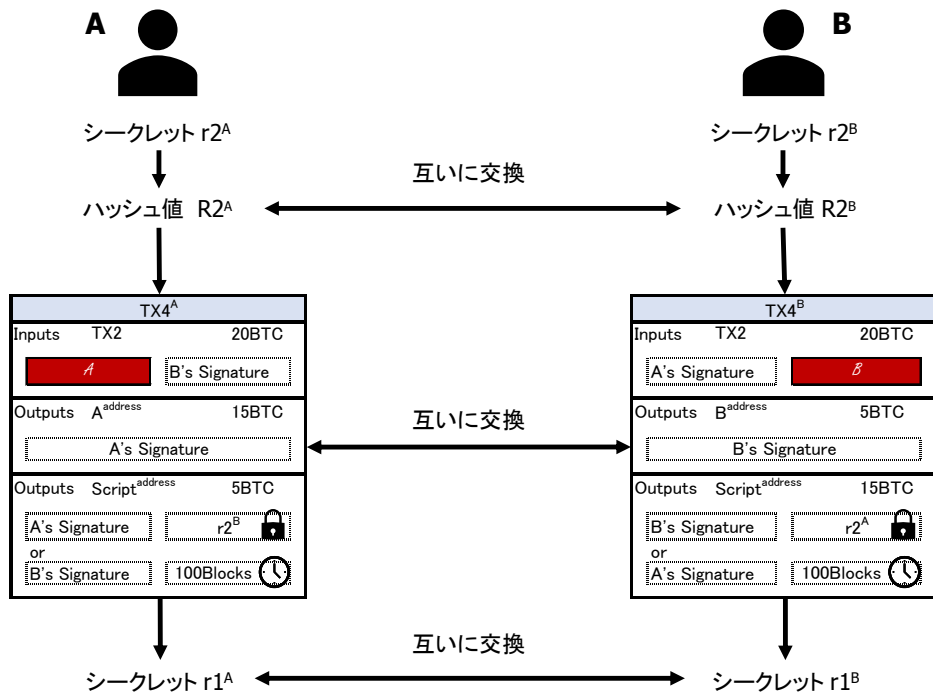 A
B
シークレット r2ᴬ
シークレット r2ᴮ
互いに交換
ハッシュ値 R2ᴬ
ハッシュ値 R2ᴮ
TX4ᴬ
Inputs TX2 20BTC
A B's Signature
Outputs Aaddress 15BTC
A's Signature
Outputs Scriptaddress 5BTC
A's Signature r2ᴮ
or
B's Signature 100Blocks
互いに交換
TX4ᴮ
Inputs TX2 20BTC
A's Signature B
Outputs Baddress 5BTC
B's Signature
Outputs Scriptaddress 15BTC
B's Signature r2ᴬ
or
A's Signature 100Blocks
互いに交換
シークレット r1ᴬ
シークレット r1ᴮ